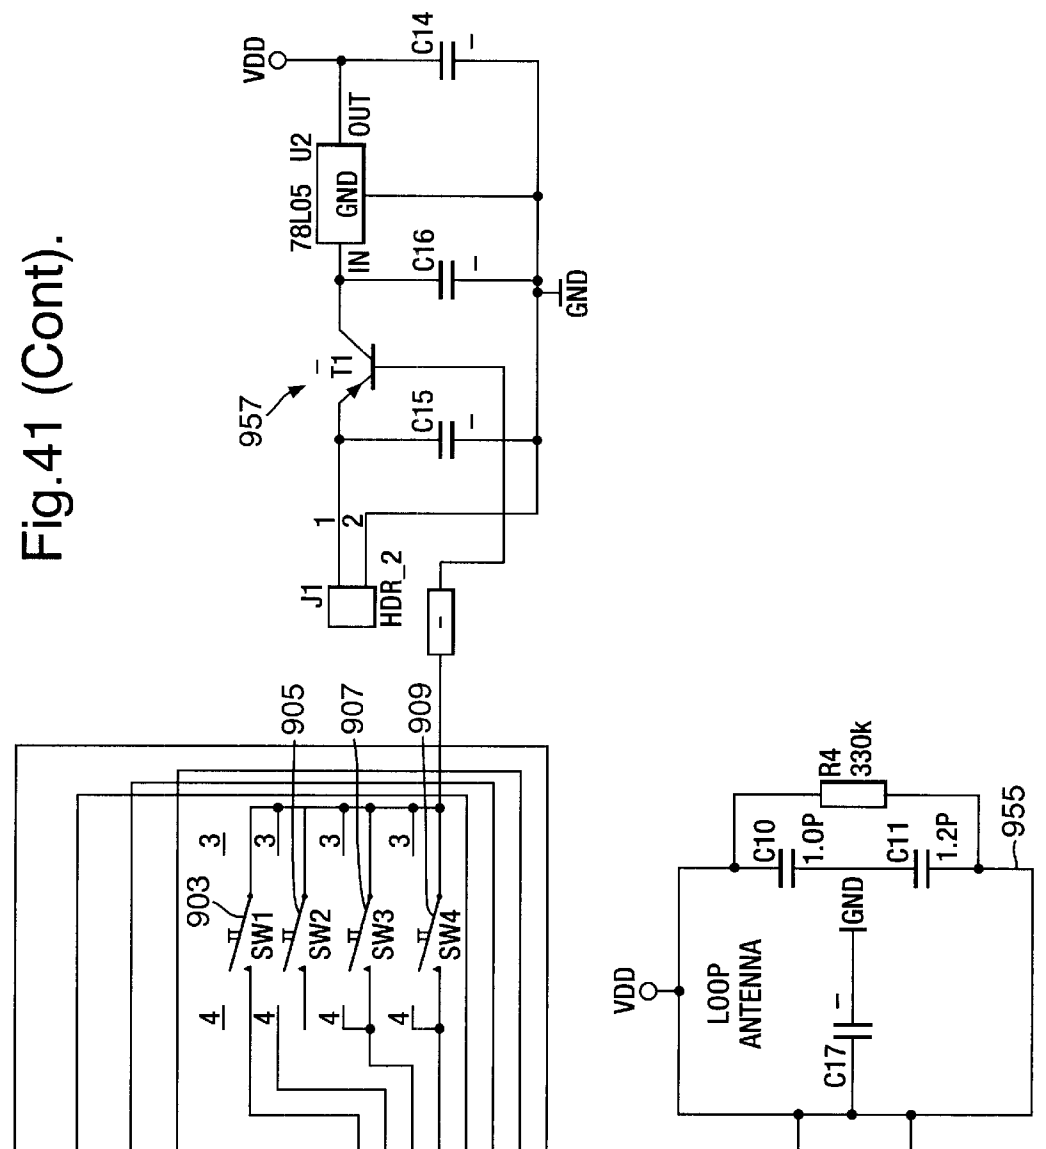 Fig.41 (Cont).
VDD
C14
–
U2
OUT
78L05
GND
IN
C16
–
GND
957
–
T1
C15
–
1
2
J1
HDR_2
–
905
907
909
903
3
3
3
3
SW1
SW2
SW3
SW4
4
4
4
4
R4
330k
C10
1.0P
C11
1.2P
955
GND
VDD
LOOP
ANTENNA
–
C17